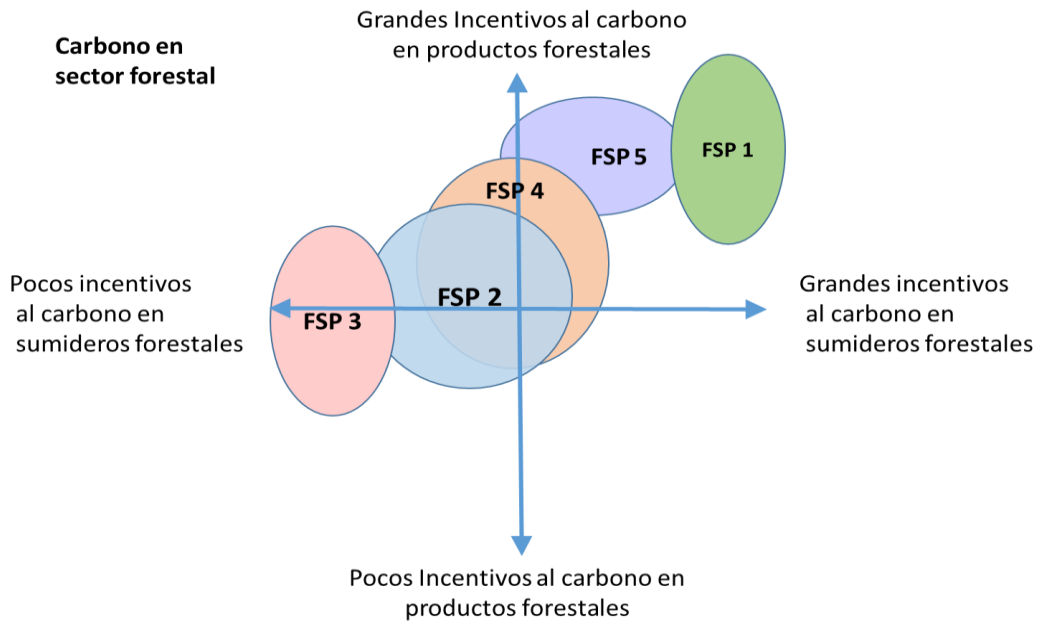 Grandes Incentivos al carbono
en productos forestales
Carbono en
sector forestal
FSP 5
FSP 1
FSP 4
Pocos incentivos
al carbono en
sumideros forestales
FSP 2
FSP 3
Grandes incentivos
al carbono en
sumideros forestales
Pocos Incentivos al carbono en
productos forestales